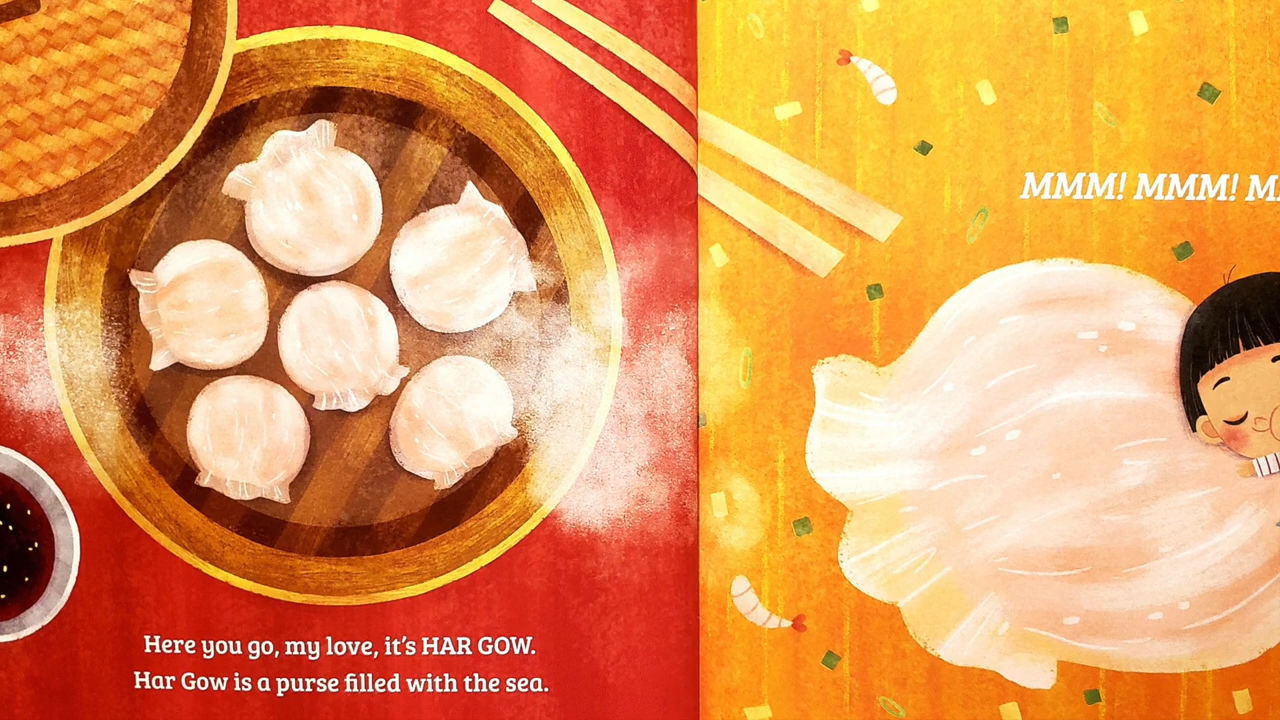 Here you go, my love, it's HAR GOW.
Har Gow is a purse filled with the sea.
MMM! MMM!